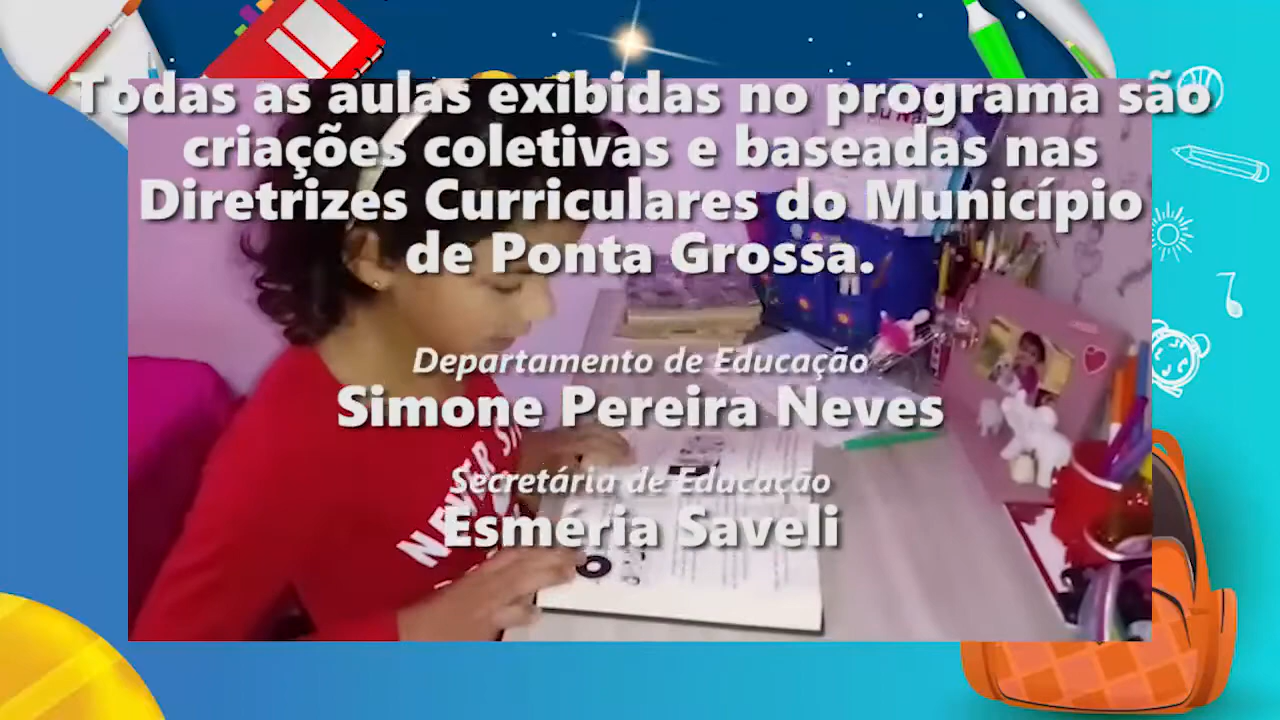 Todas as aulas exibidas no programa são
criações coletivas e baseadas nas
Diretrizes Curriculares do Município
de Ponta Grossa.
Departamento de Educação
Simone Pereira Neves
Secretária de Educação
Esméria Saveli
NEVER